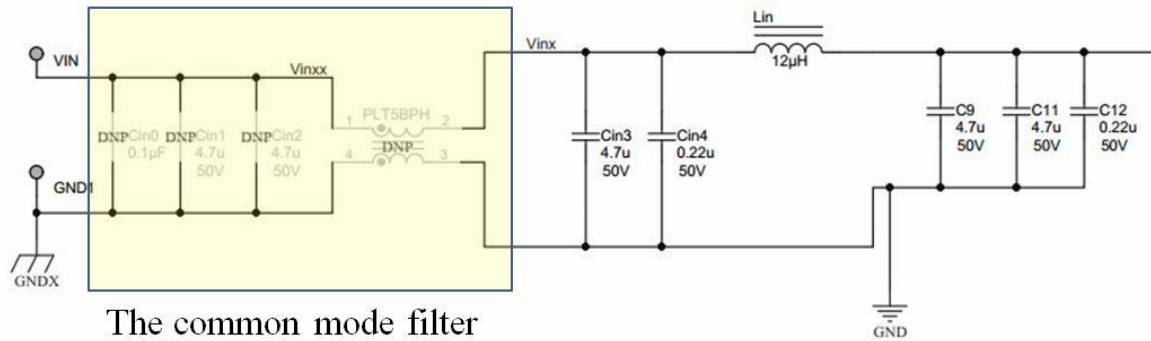 Lin
Vinx
VIN
Vinxx
12µH
PLT5BPH
1
2
DNP
Cin0
0.1µF
DNP
Cin1
4.7u
50V
DNP
Cin2
4.7u
50V
DNP
4
3
Cin3
4.7u
50V
Cin4
0.22u
50V
C9
4.7u
50V
C11
4.7u
50V
C12
0.22u
50V
GND1
GNDX
GND
The common mode filter